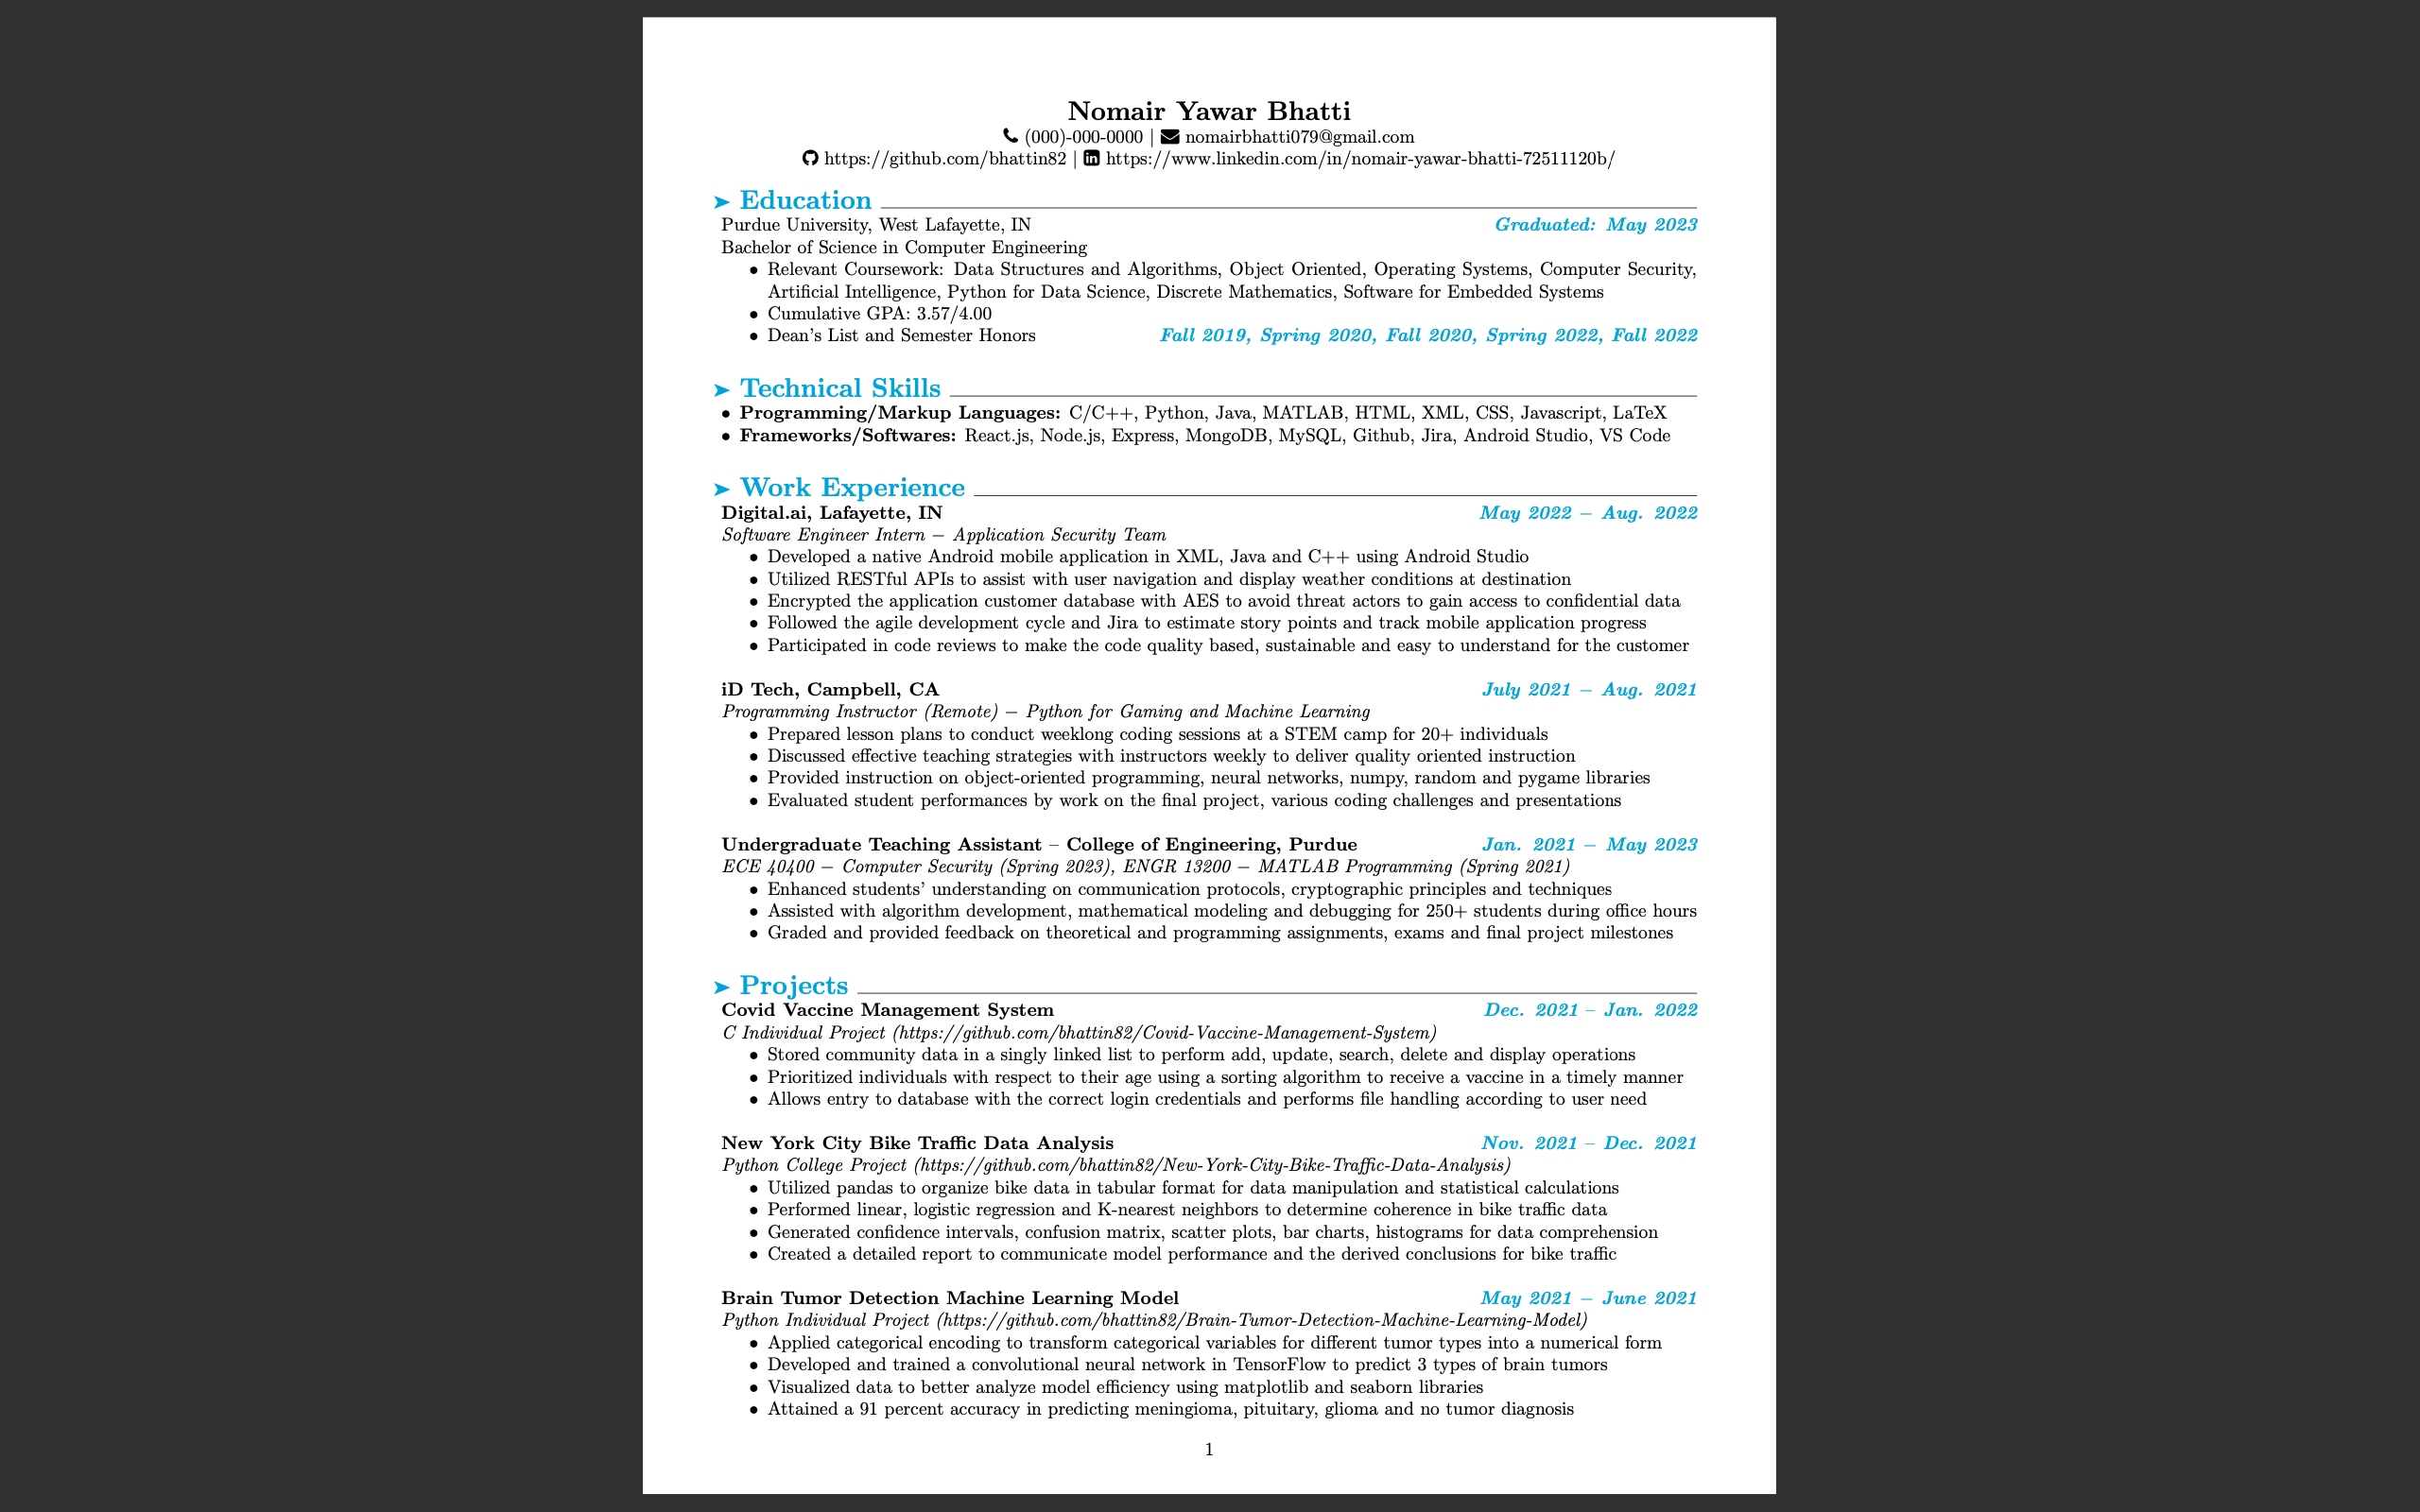 Nomair Yawar Bhatti
(000)-000-0000 | nomairbhatti079@gmail.com
https://github.com/bhattin82 | https://www.linkedin.com/in/nomair-yawar-bhatti-72511120b/
➤ Education
Purdue University, West Lafayette, IN Graduated: May 2023
Bachelor of Science in Computer Engineering
• Relevant Coursework: Data Structures and Algorithms, Object Oriented, Operating Systems, Computer Security,
Artificial Intelligence, Python for Data Science, Discrete Mathematics, Software for Embedded Systems
• Cumulative GPA: 3.57/4.00
• Dean's List and Semester Honors Fall 2019, Spring 2020, Fall 2020, Spring 2022, Fall 2022
➤ Technical Skills
• Programming/Markup Languages: C/C++, Python, Java, MATLAB, HTML, XML, CSS, Javascript, LaTeX
• Frameworks/Softwares: React.js, Node.js, Express, MongoDB, MySQL, Github, Jira, Android Studio, VS Code
➤ Work Experience
Digital.ai, Lafayette, IN May 2022 – Aug. 2022
Software Engineer Intern – Application Security Team
• Developed a native Android mobile application in XML, Java and C++ using Android Studio
• Utilized RESTful APIs to assist with user navigation and display weather conditions at destination
• Encrypted the application customer database with AES to avoid threat actors to gain access to confidential data
• Followed the agile development cycle and Jira to estimate story points and track mobile application progress
• Participated in code reviews to make the code quality based, sustainable and easy to understand for the customer
iD Tech, Campbell, CA July 2021 – Aug. 2021
Programming Instructor (Remote) – Python for Gaming and Machine Learning
• Prepared lesson plans to conduct weeklong coding sessions at a STEM camp for 20+ individuals
• Discussed effective teaching strategies with instructors weekly to deliver quality oriented instruction
• Provided instruction on object-oriented programming, neural networks, numpy, random and pygame libraries
• Evaluated student performances by work on the final project, various coding challenges and presentations
Undergraduate Teaching Assistant – College of Engineering, Purdue Jan. 2021 – May 2023
ECE 40400 – Computer Security (Spring 2023), ENGR 13200 – MATLAB Programming (Spring 2021)
• Enhanced students' understanding on communication protocols, cryptographic principles and techniques
• Assisted with algorithm development, mathematical modeling and debugging for 250+ students during office hours
• Graded and provided feedback on theoretical and programming assignments, exams and final project milestones
➤ Projects
Covid Vaccine Management System Dec. 2021 – Jan. 2022
C Individual Project (https://github.com/bhattin82/Covid-Vaccine-Management-System)
• Stored community data in a singly linked list to perform add, update, search, delete and display operations
• Prioritized individuals with respect to their age using a sorting algorithm to receive a vaccine in a timely manner
• Allows entry to database with the correct login credentials and performs file handling according to user need
New York City Bike Traffic Data Analysis Nov. 2021 – Dec. 2021
Python College Project (https://github.com/bhattin82/New-York-City-Bike-Traffic-Data-Analysis)
• Utilized pandas to organize bike data in tabular format for data manipulation and statistical calculations
• Performed linear, logistic regression and K-nearest neighbors to determine coherence in bike traffic data
• Generated confidence intervals, confusion matrix, scatter plots, bar charts, histograms for data comprehension
• Created a detailed report to communicate model performance and the derived conclusions for bike traffic
Brain Tumor Detection Machine Learning Model May 2021 – June 2021
Python Individual Project (https://github.com/bhattin82/Brain-Tumor-Detection-Machine-Learning-Model)
• Applied categorical encoding to transform categorical variables for different tumor types into a numerical form
• Developed and trained a convolutional neural network in TensorFlow to predict 3 types of brain tumors
• Visualized data to better analyze model efficiency using matplotlib and seaborn libraries
• Attained a 91 percent accuracy in predicting meningioma, pituitary, glioma and no tumor diagnosis
1